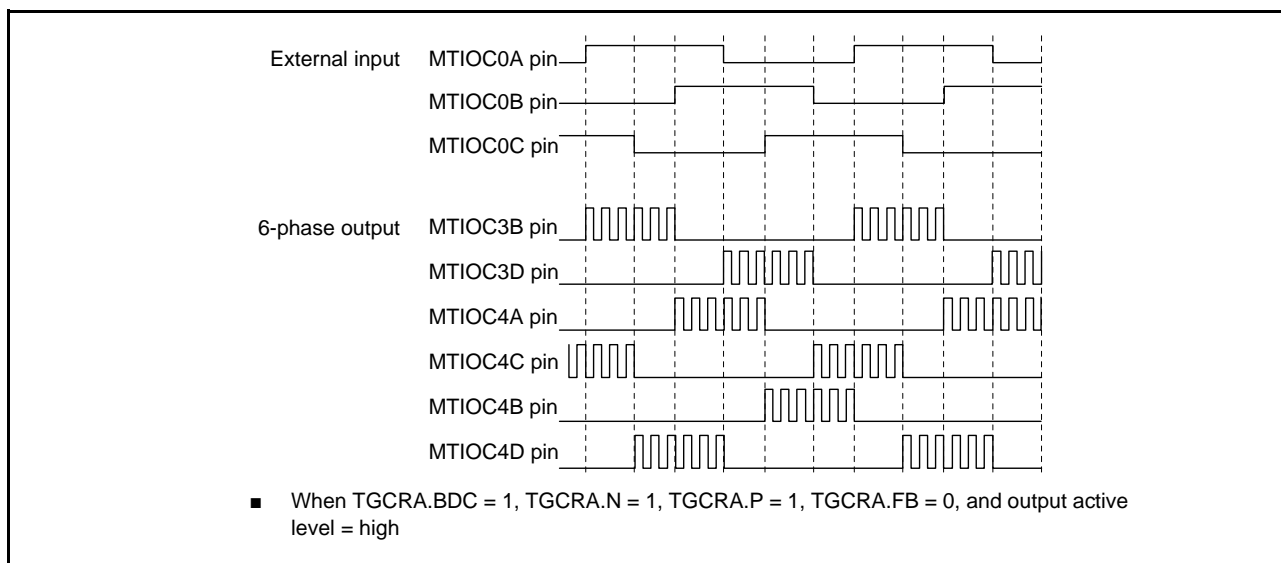 External input MTIOC0A pin
MTIOC0B pin
MTIOC0C pin
6-phase output MTIOC3B pin
MTIOC3D pin
MTIOC4A pin
MTIOC4C pin
MTIOC4B pin
MTIOC4D pin
■ When TGCRA.BDC = 1, TGCRA.N = 1, TGCRA.P = 1, TGCRA.FB = 0, and output active
level = high